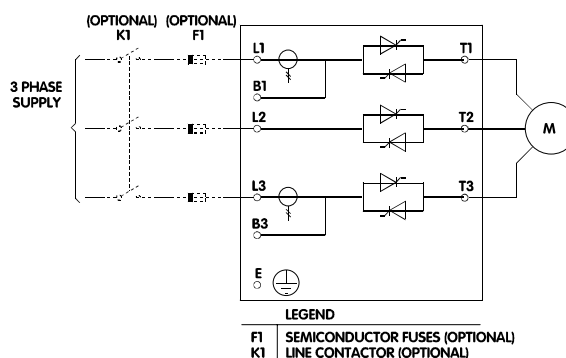 (OPTIONAL) (OPTIONAL)
K1 F1
L1 T1
3 PHASE
SUPPLY
B1
L2 T2
M
L3 T3
B3
E
LEGEND
F1 SEMICONDUCTOR FUSES (OPTIONAL)
K1 LINE CONTACTOR (OPTIONAL)